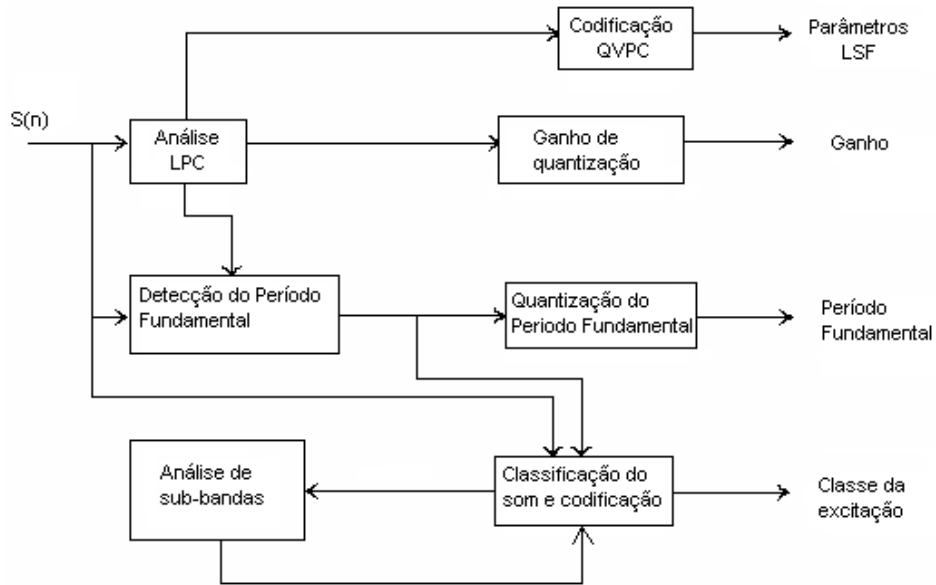 Codificação
QVPC
Parâmetros
LSF
S(n)
Análise
LPC
Ganho de
quantização
Ganho
Detecção do Período
Fundamental
Quantização do
Periodo Fundamental
Período
Fundamental
Análise de
sub-bandas
Classificação do
som e codificação
Classe da
excitação